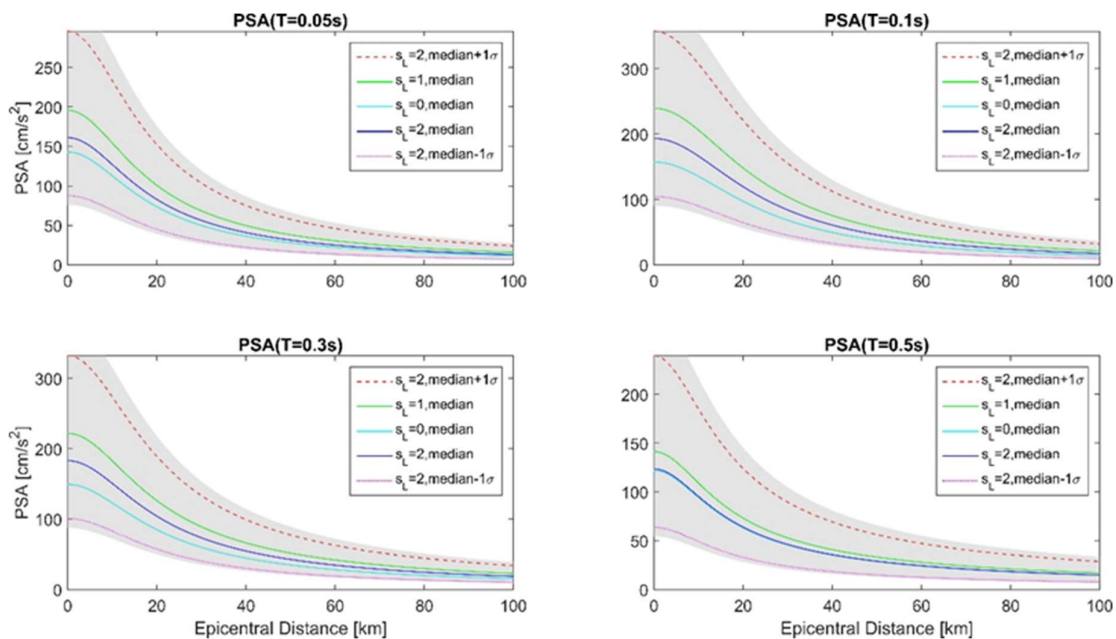 PSA(T=0.05s)
PSA [cm/s²]
250
200
150
100
50
0
0 20 40 60 80 100
s_L=2,median+1σ
s_L=1,median
s_L=0,median
s_L=2,median
s_L=2,median-1σ
PSA(T=0.1s)
300
200
100
0
0 20 40 60 80 100
s_L=2,median+1σ
s_L=1,median
s_L=0,median
s_L=2,median
s_L=2,median-1σ
PSA(T=0.3s)
PSA [cm/s²]
300
200
100
0
0 20 40 60 80 100
Epicentral Distance [km]
s_L=2,median+1σ
s_L=1,median
s_L=0,median
s_L=2,median
s_L=2,median-1σ
PSA(T=0.5s)
200
150
100
50
0
0 20 40 60 80 100
Epicentral Distance [km]
s_L=2,median+1σ
s_L=1,median
s_L=0,median
s_L=2,median
s_L=2,median-1σ